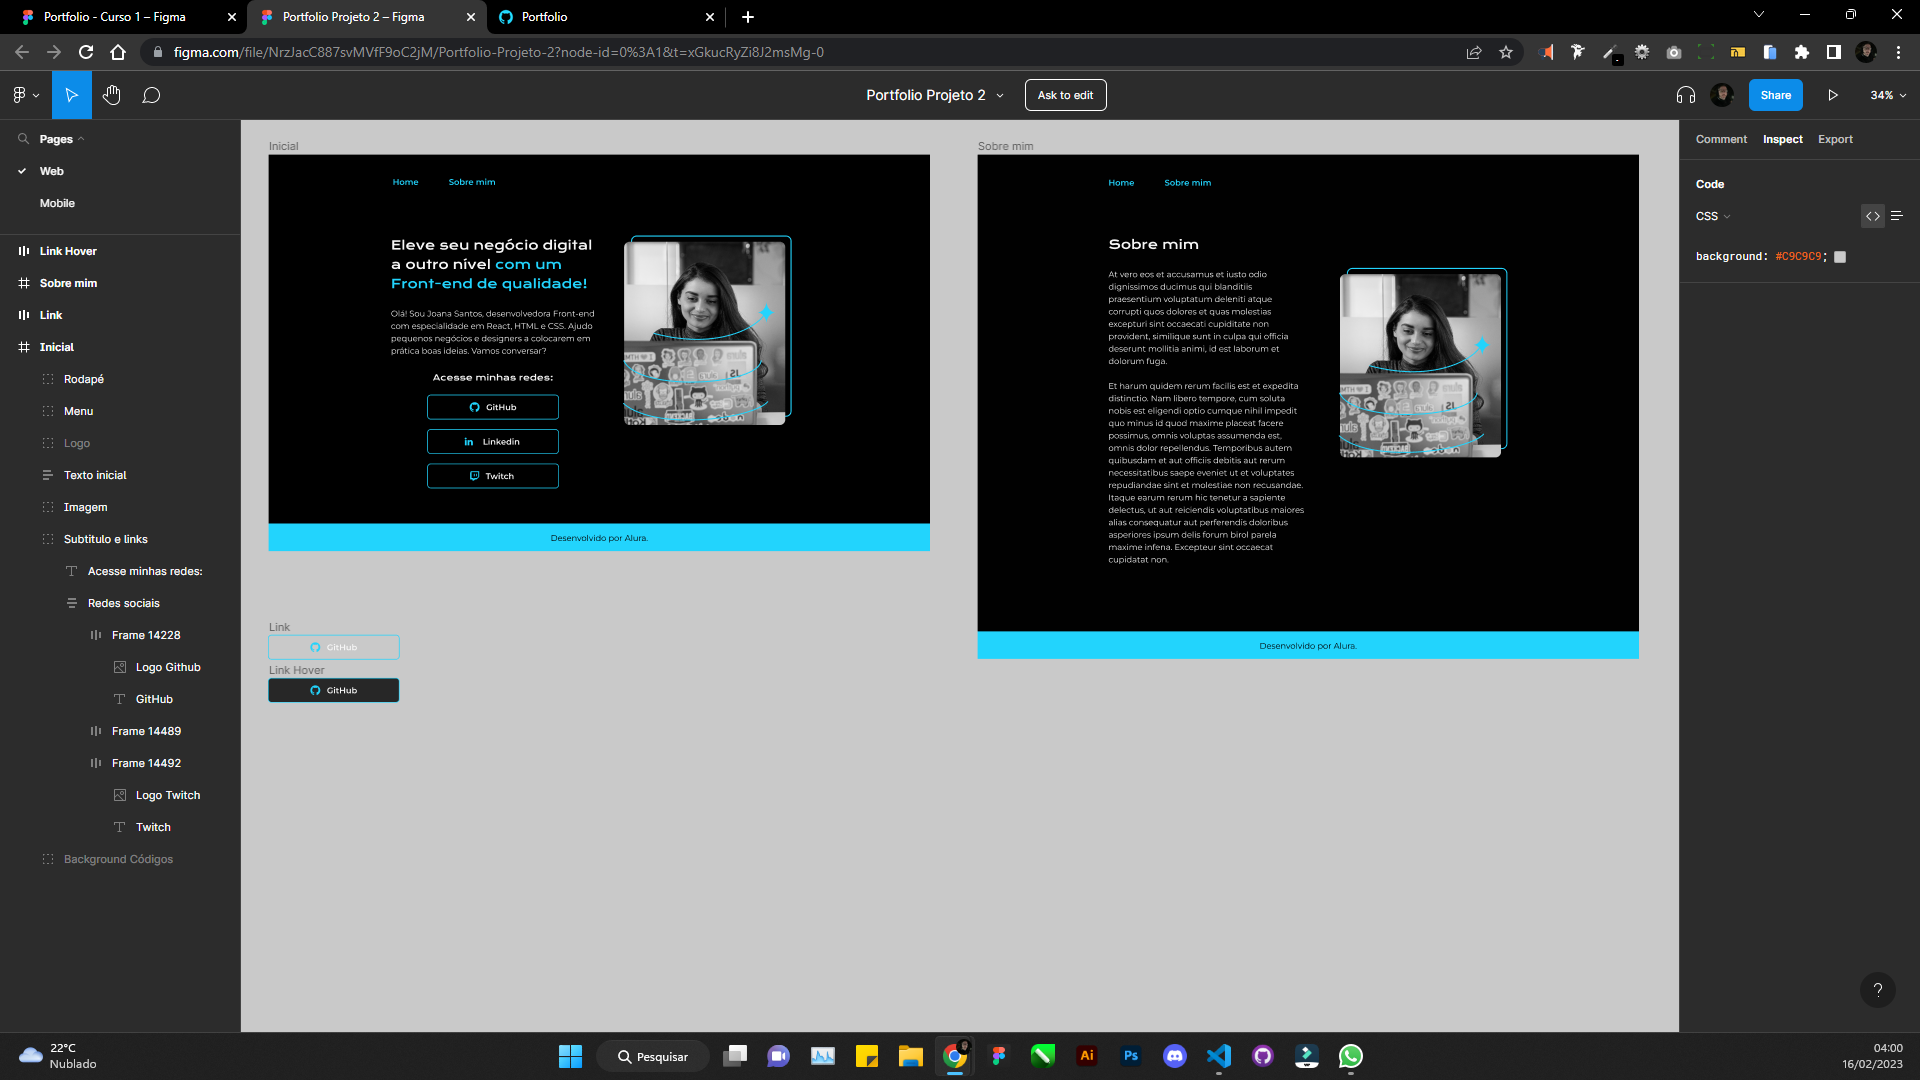 Portfolio - Curso 1 – Figma
Portfolio Projeto 2 – Figma
Portfolio
figma.com/file/NrzJacC887svMVfF9oC2jM/Portfolio-Projeto-2?node-id=0%3A1&t=xGkucRyZi8J2msMg-0
Portfolio Projeto 2
Ask to edit
Share
34%
Pages
Web
Mobile
Link Hover
Sobre mim
Link
Inicial
Rodapé
Menu
Logo
Texto inicial
Imagem
Subtitulo e links
Acesse minhas redes:
Redes sociais
Frame 14228
Logo Github
GitHub
Frame 14489
Frame 14492
Logo Twitch
Twitch
Background Códigos
Inicial
Home
Sobre mim
Eleve seu negócio digital
a outro nível com um
Front-end de qualidade!
Olá! Sou Joana Santos, desenvolvedora Front-end
com especialidade em React, HTML e CSS. Ajudo
pequenos negócios e designers a colocarem em
prática boas ideias. Vamos conversar?
Acesse minhas redes:
GitHub
Linkedin
Twitch
Desenvolvido por Alura.
Link
GitHub
Link Hover
GitHub
Sobre mim
Home
Sobre mim
Sobre mim
At vero eos et accusamus et iusto odio
dignissimos ducimus qui blanditiis
praesentium voluptatum deleniti atque
corrupti quos dolores et quas molestias
excepturi sint occaecati cupiditate non
provident, similique sunt in culpa qui officia
deserunt mollitia animi, id est laborum et
dolorum fuga.
Et harum quidem rerum facilis est et expedita
distinctio. Nam libero tempore, cum soluta
nobis est eligendi optio cumque nihil impedit
quo minus id quod maxime placeat facere
possimus, omnis voluptas assumenda est,
omnis dolor repellendus. Temporibus autem
quibusdam et aut officiis debitis aut rerum
necessitatibus saepe eveniet ut et voluptates
repudiandae sint et molestiae non recusandae.
Itaque earum rerum hic tenetur a sapiente
delectus, ut aut reiciendis voluptatibus maiores
alias consequatur aut perferendis doloribus
asperiores ipsum delis forum birol parela
maxime infena. Excepteur sint occaecat
cupidatat non.
Desenvolvido por Alura.
Comment
Inspect
Export
Code
CSS
background: #C9C9C9;
?
22°C
Nublado
Pesquisar
Ai
Ps
04:00
16/02/2023